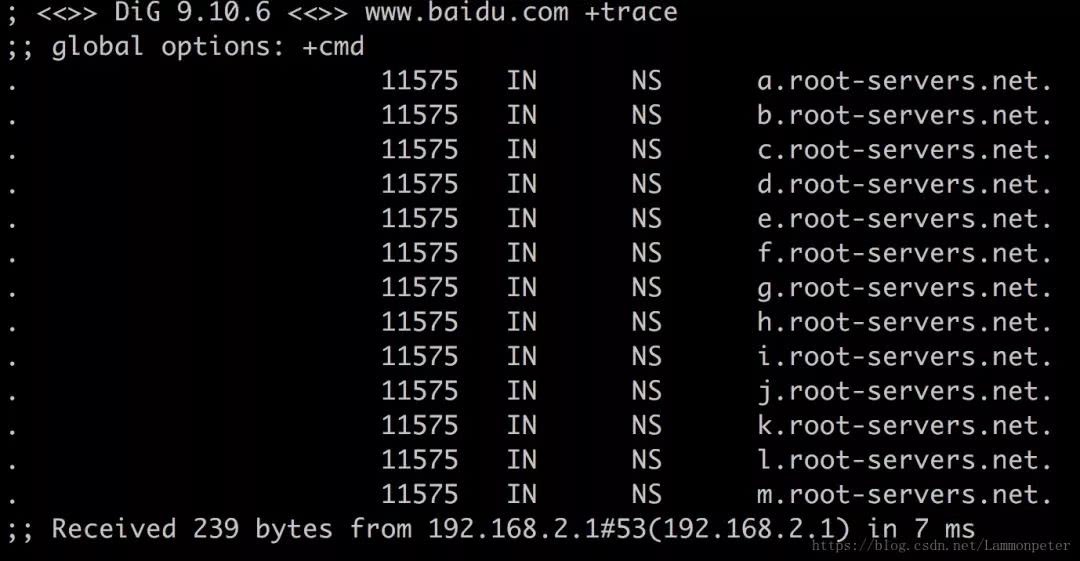 ; <<>> DiG 9.10.6 <<>> www.baidu.com +trace
;; global options: +cmd
. 11575 IN NS a.root-servers.net.
. 11575 IN NS b.root-servers.net.
. 11575 IN NS c.root-servers.net.
. 11575 IN NS d.root-servers.net.
. 11575 IN NS e.root-servers.net.
. 11575 IN NS f.root-servers.net.
. 11575 IN NS g.root-servers.net.
. 11575 IN NS h.root-servers.net.
. 11575 IN NS i.root-servers.net.
. 11575 IN NS j.root-servers.net.
. 11575 IN NS k.root-servers.net.
. 11575 IN NS l.root-servers.net.
. 11575 IN NS m.root-servers.net.
;; Received 239 bytes from 192.168.2.1#53(192.168.2.1) in 7 ms
https://blog.csdn.net/Lammonpeter